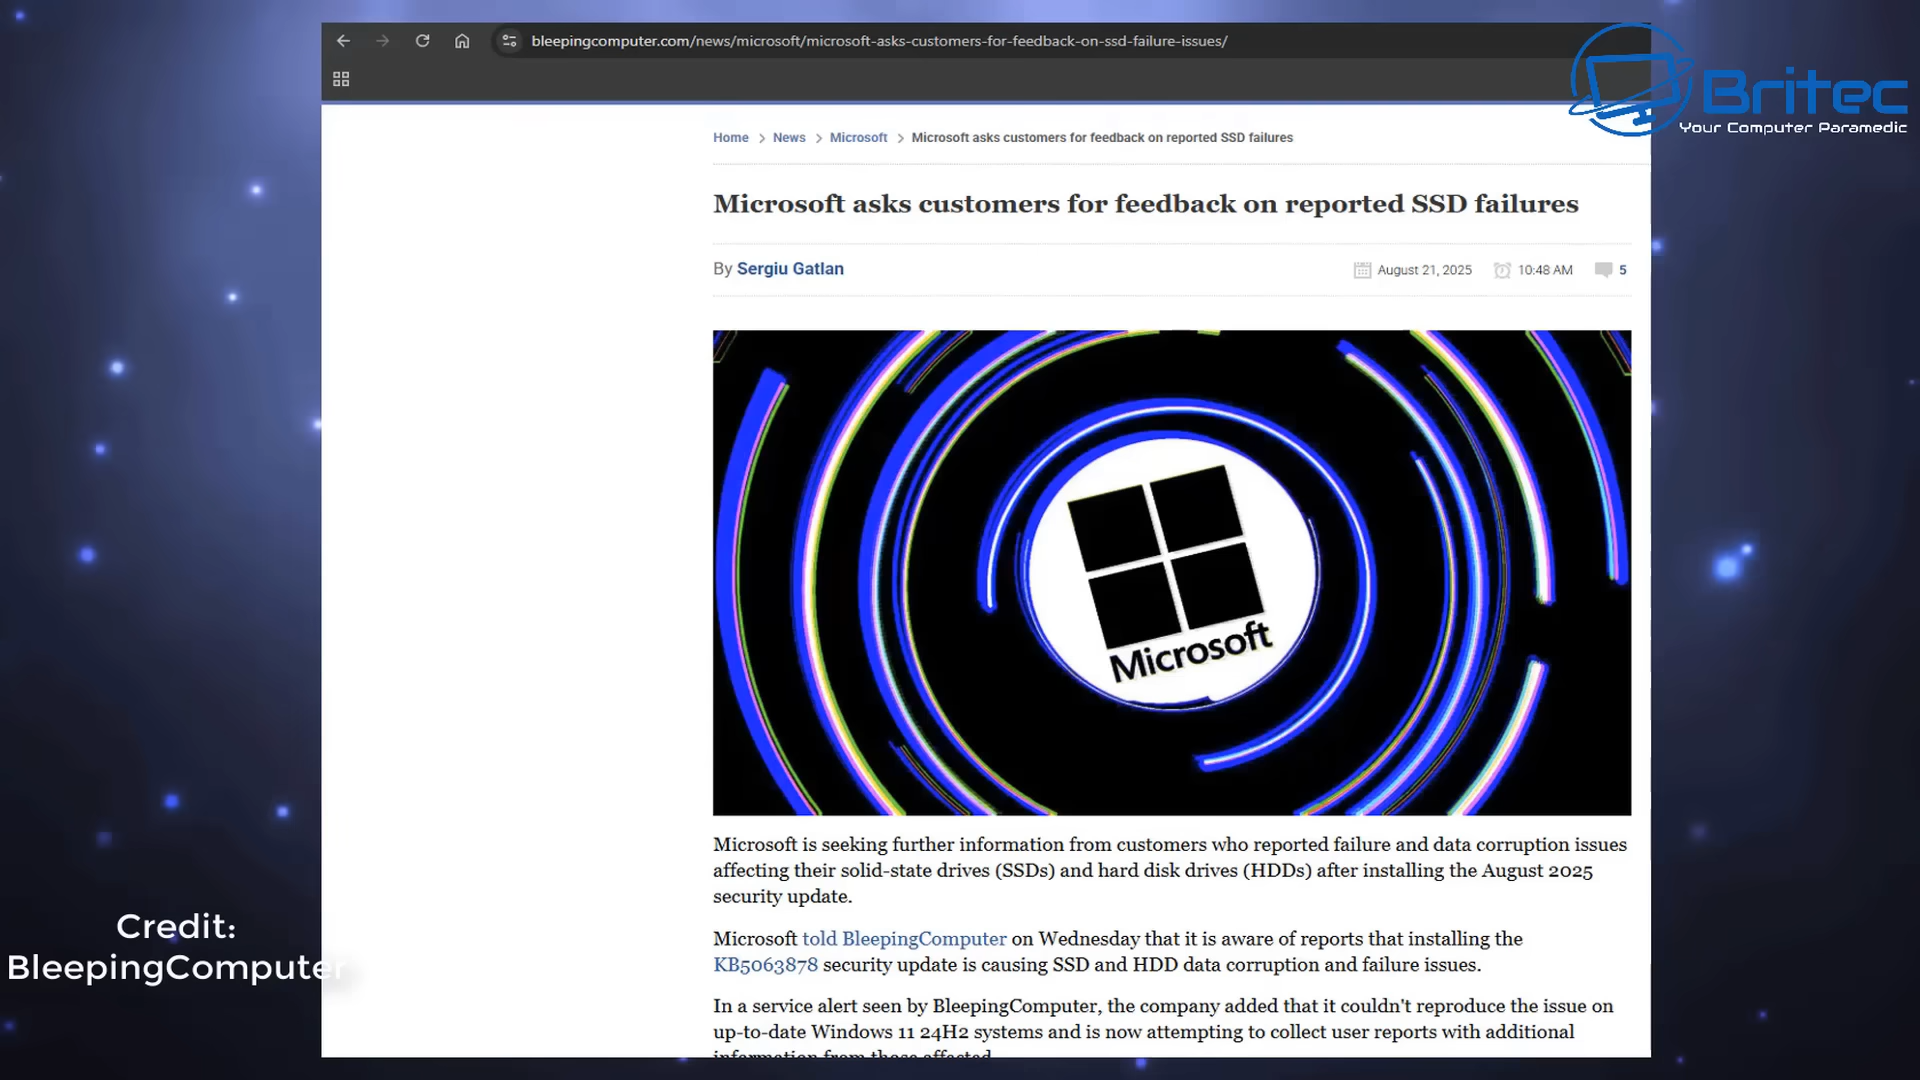 bleepingcomputer.com/news/microsoft/microsoft-asks-customers-for-feedback-on-ssd-failure-issues/
Britec
Your Computer Paramedic
Home > News > Microsoft > Microsoft asks customers for feedback on reported SSD failures
Microsoft asks customers for feedback on reported SSD failures
By Sergiu Gatlan
August 21, 2025 10:48 AM 5
Microsoft
Microsoft is seeking further information from customers who reported failure and data corruption issues
affecting their solid-state drives (SSDs) and hard disk drives (HDDs) after installing the August 2025
security update.
Microsoft told BleepingComputer on Wednesday that it is aware of reports that installing the
KB5063878 security update is causing SSD and HDD data corruption and failure issues.
In a service alert seen by BleepingComputer, the company added that it couldn't reproduce the issue on
up-to-date Windows 11 24H2 systems and is now attempting to collect user reports with additional
information from those affected.
Credit:
BleepingComputer